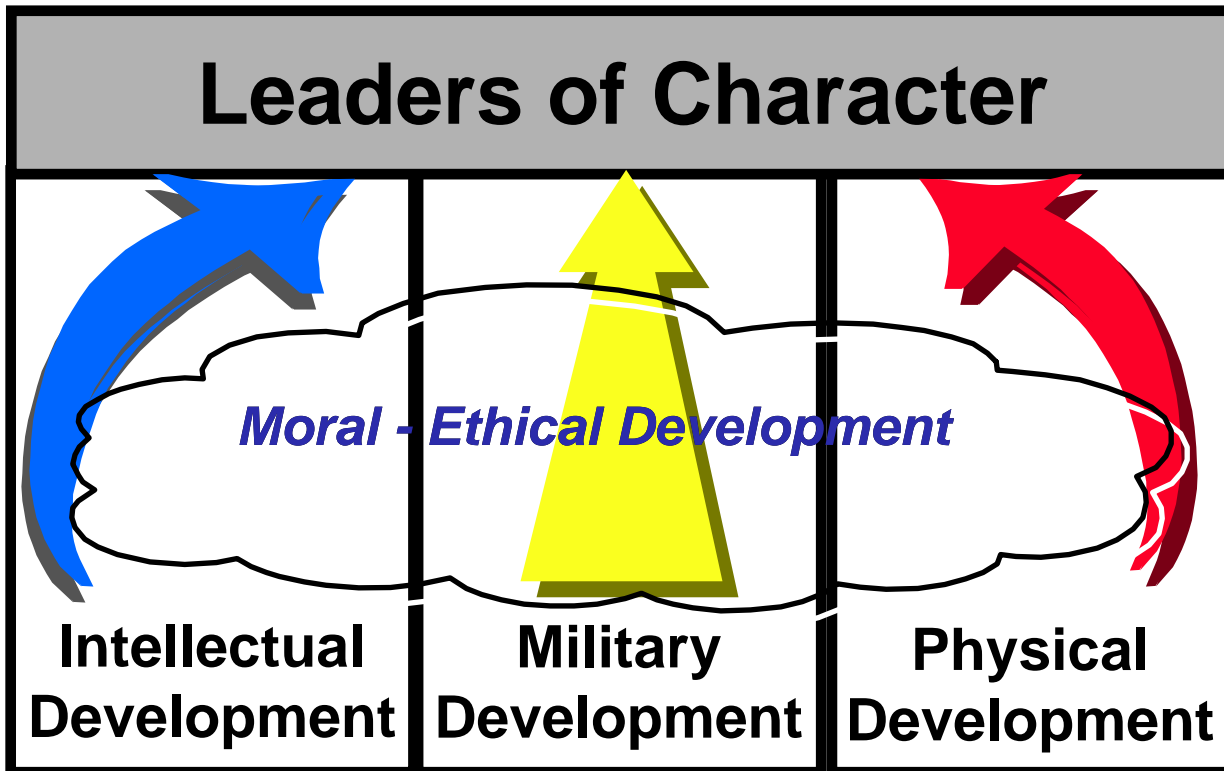 Leaders of Character
Moral - Ethical Development
Intellectual
Development
Military
Development
Physical
Development